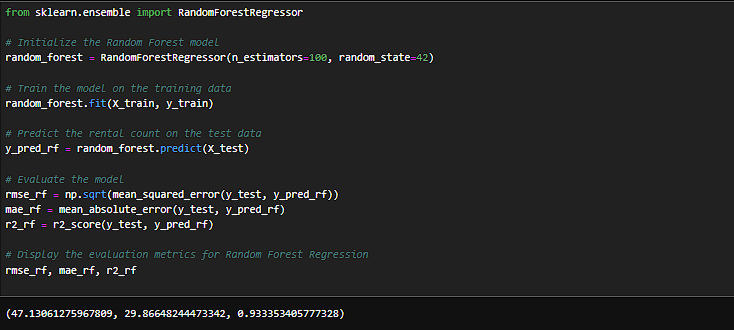 from sklearn.ensemble import RandomForestRegressor
# Initialize the Random Forest model
random_forest = RandomForestRegressor(n_estimators=100, random_state=42)
# Train the model on the training data
random_forest.fit(X_train, y_train)
# Predict the rental count on the test data
y_pred_rf = random_forest.predict(X_test)
# Evaluate the model
rmse_rf = np.sqrt(mean_squared_error(y_test, y_pred_rf))
mae_rf = mean_absolute_error(y_test, y_pred_rf)
r2_rf = r2_score(y_test, y_pred_rf)
# Display the evaluation metrics for Random Forest Regression
rmse_rf, mae_rf, r2_rf
(47.13061275967809, 29.86648244473342, 0.933353405777328)